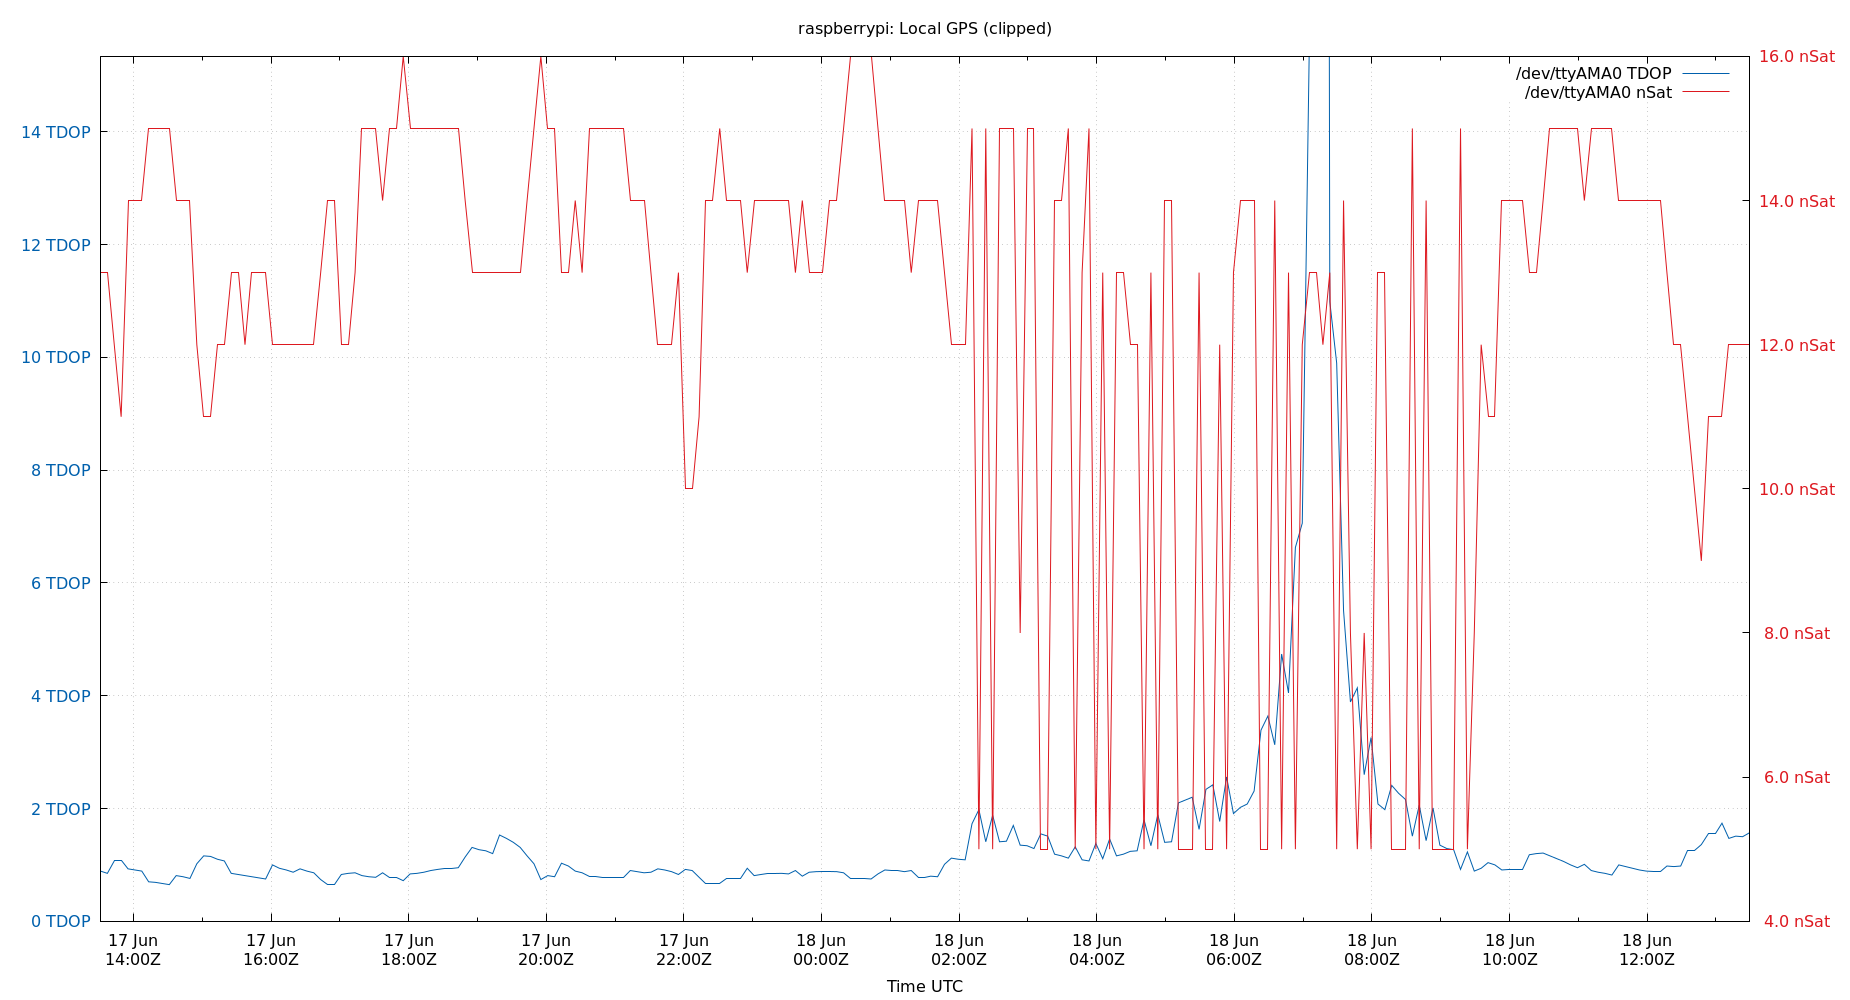 raspberrypi: Local GPS (clipped)
16.0 nSat
/dev/ttyAMA0 TDOP
/dev/ttyAMA0 nSat
14 TDOP
14.0 nSat
12 TDOP
12.0 nSat
10 TDOP
8 TDOP
10.0 nSat
6 TDOP
8.0 nSat
4 TDOP
6.0 nSat
2 TDOP
0 TDOP
4.0 nSat
17 Jun 17 Jun 17 Jun 17 Jun 17 Jun 18 Jun 18 Jun 18 Jun 18 Jun 18 Jun 18 Jun 18 Jun
14:00Z 16:00Z 18:00Z 20:00Z 22:00Z 00:00Z 02:00Z 04:00Z 06:00Z 08:00Z 10:00Z 12:00Z
Time UTC